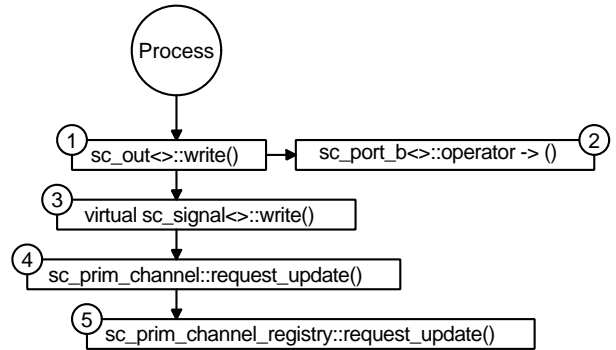 Process
1
sc_out<>::write()
2
sc_port_b<>::operator -> ()
3
virtual sc_signal<>::write()
4
sc_prim_channel::request_update()
5
sc_prim_channel_registry::request_update()